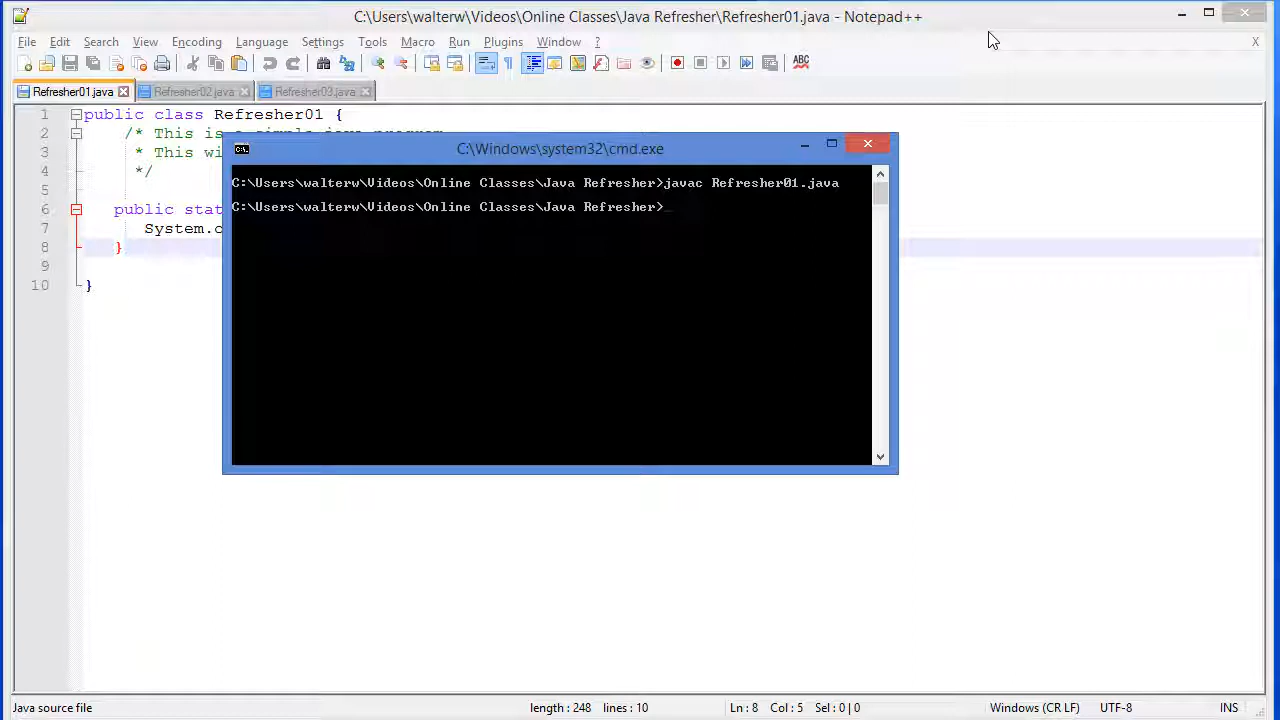 C:\Users\walterw\Videos\Online Classes\Java Refresher\Refresher01.java - Notepad++
File Edit Search View Encoding Language Settings Tools Macro Run Plugins Window ? X
ABC
Refresher01.java Refresher02.java Refresher03.java
1 public class Refresher01 {
2 /* This is a simple java program
3 * This wi
4 */
5
6 public stat
7 System.o
8 }
9
10 }
C:\Windows\system32\cmd.exe
C:\Users\walterw\Videos\Online Classes\Java Refresher>javac Refresher01.java
C:\Users\walterw\Videos\Online Classes\Java Refresher>_
Java source file length : 248 lines : 10 Ln : 8 Col : 5 Sel : 0 | 0 Windows (CR LF) UTF-8 INS